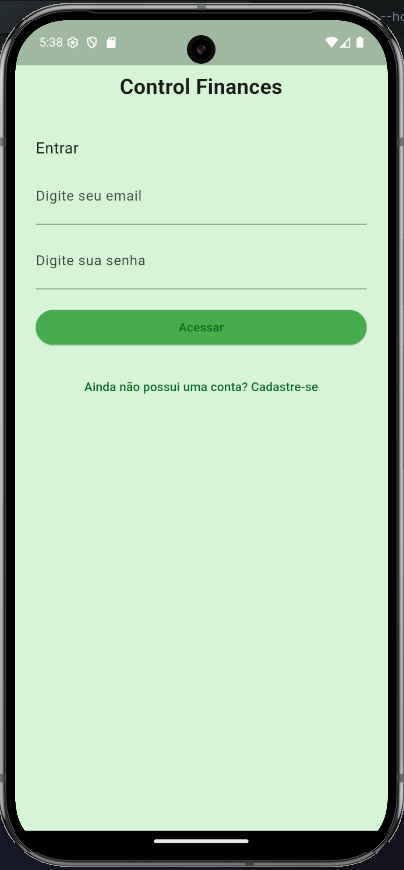 --ho
5:38
Control Finances
Entrar
Digite seu email
Digite sua senha
Acessar
Ainda não possui uma conta? Cadastre-se